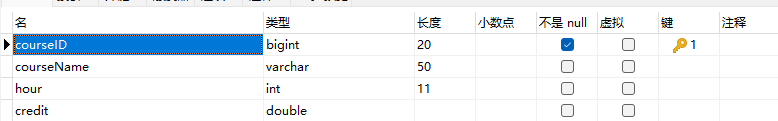 名 类型 长度 小数点 不是 null 虚拟 键 注释
courseID bigint 20 1
courseName varchar 50
hour int 11
credit double